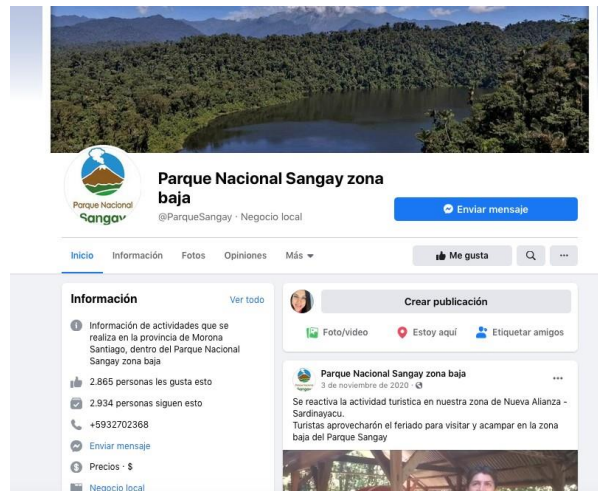 Parque Nacional
Sangay
Parque Nacional Sangay zona
baja
@ParqueSangay · Negocio local
Enviar mensaje
Inicio Información Fotos Opiniones Más
Me gusta
Información Ver todo
Información de actividades que se
realiza en la provincia de Morona
Santiago, dentro del Parque Nacional
Sangay zona baja
2.865 personas les gusta esto
2.934 personas siguen esto
+5932702368
Enviar mensaje
Precios · $
Negocio local
Crear publicación
Foto/video Estoy aquí Etiquetar amigos
Parque Nacional Sangay zona baja
3 de noviembre de 2020 ·
Se reactiva la actividad turistica en nuestra zona de Nueva Alianza -
Sardinayacu.
Turistas aprovecharón el feriado para visitar y acampar en la zona
baja del Parque Sangay